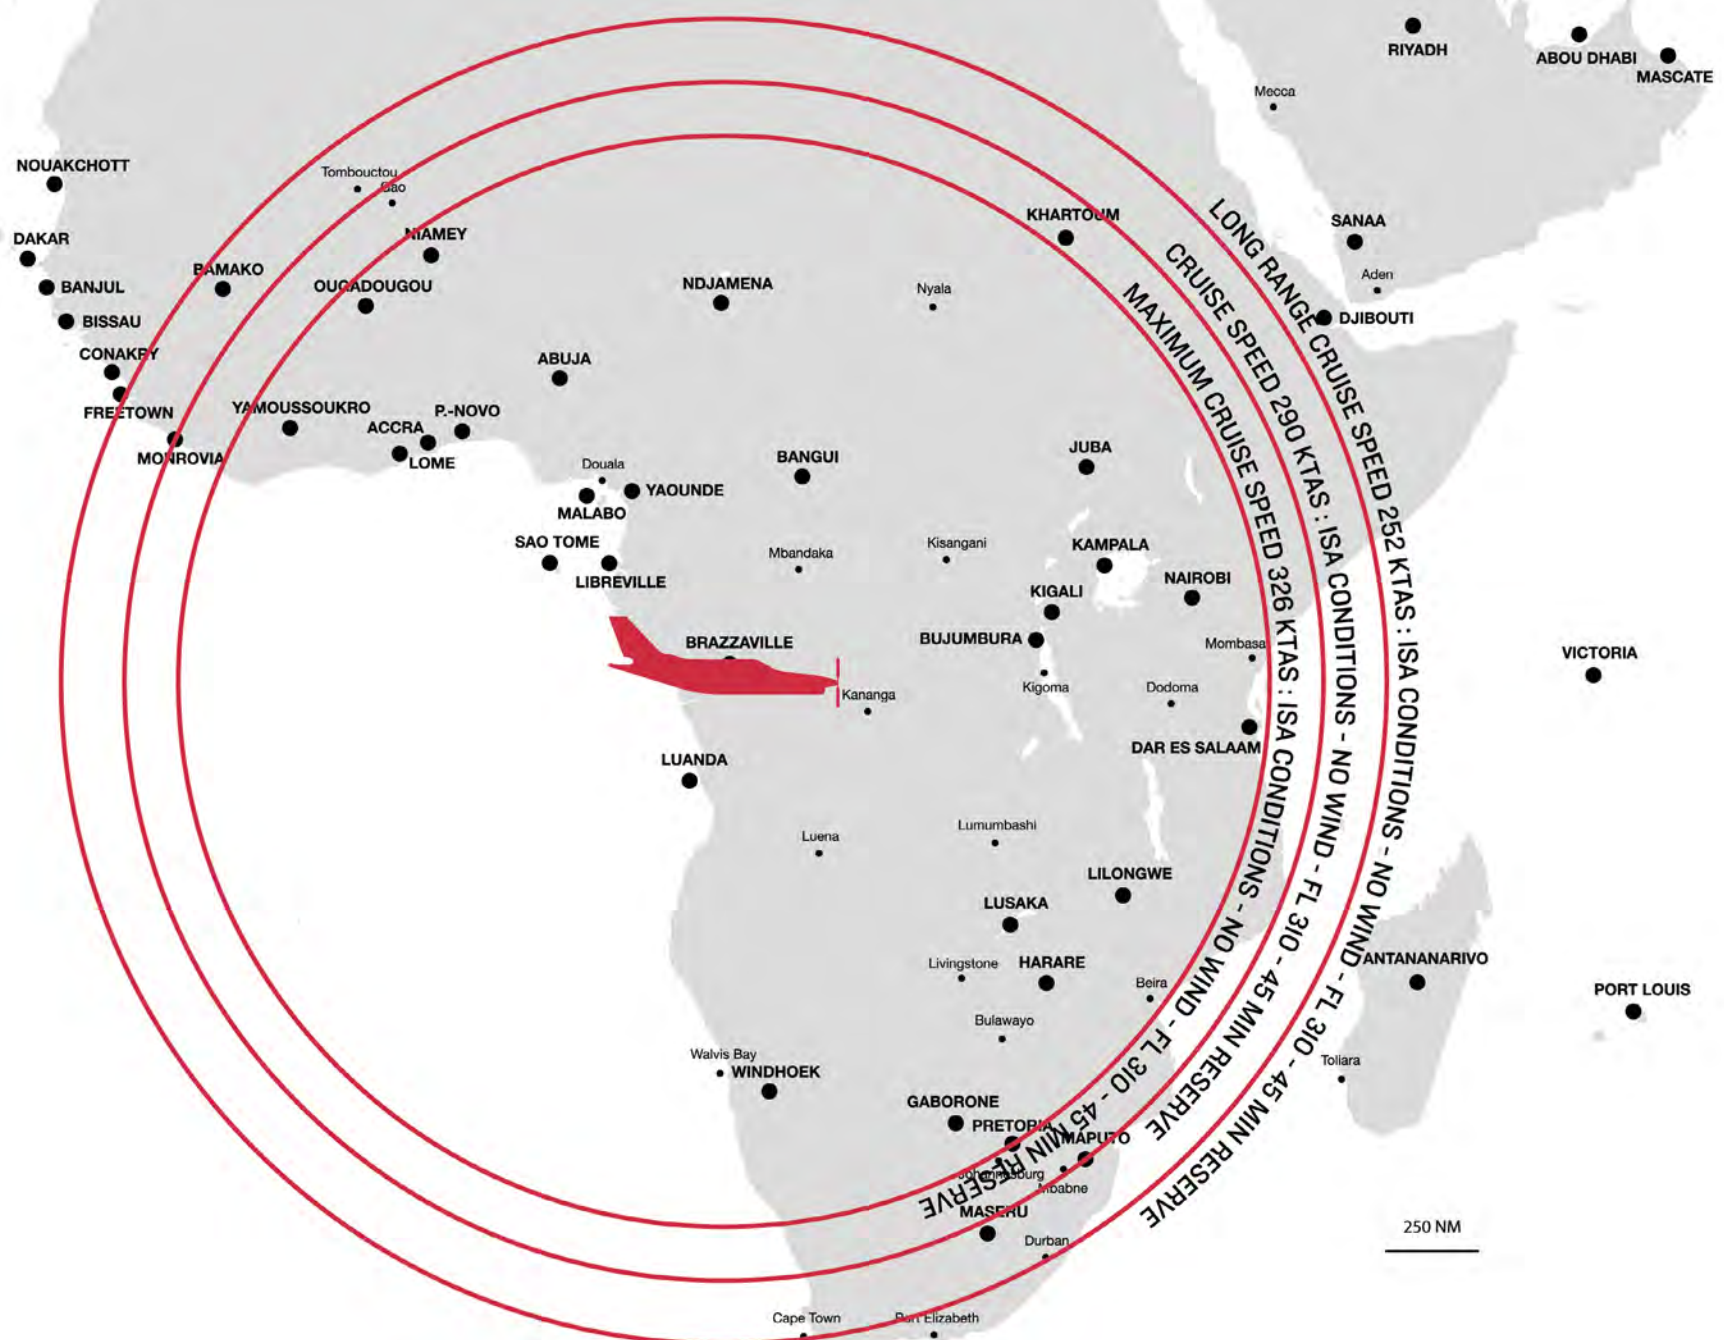 RIYADH
ABOU DHABI
MASCATE
Mecca
NOUAKCHOTT
Tombouctou
Gao
DAKAR
NIAMEY
KHARTOUM
SANAA
BANJUL
BAMAKO
OUGADOUGOU
NDJAMENA
Nyala
Aden
BISSAU
DJIBOUTI
CONAKRY
ABUJA
FREETOWN
YAMOUSSOUKRO
P.-NOVO
ACCRA
MONROVIA
LOME
Douala
BANGUI
JUBA
YAOUNDE
MALABO
SAO TOME
Mbandaka
Kisangani
KAMPALA
LIBREVILLE
KIGALI
NAIROBI
BRAZZAVILLE
BUJUMBURA
Mombasa
VICTORIA
Kananga
Kigoma
Dodoma
DAR ES SALAAM
LUANDA
Luena
Lumumbashi
LILONGWE
LUSAKA
Livingstone
HARARE
Beira
ANTANANARIVO
PORT LOUIS
Bulawayo
Walvis Bay
WINDHOEK
Toliara
GABORONE
PRETORIA
MAPUTO
Johannesburg
Mbabne
MASERU
Durban
Cape Town
Port Elizabeth
250 NM
MAXIMUM CRUISE SPEED 326 KTAS : ISA CONDITIONS - NO WIND - FL 310 - 45 MIN RESERVE
CRUISE SPEED 290 KTAS : ISA CONDITIONS - NO WIND - FL 310 - 45 MIN RESERVE
LONG RANGE CRUISE SPEED 252 KTAS : ISA CONDITIONS - NO WIND - FL 310 - 45 MIN RESERVE